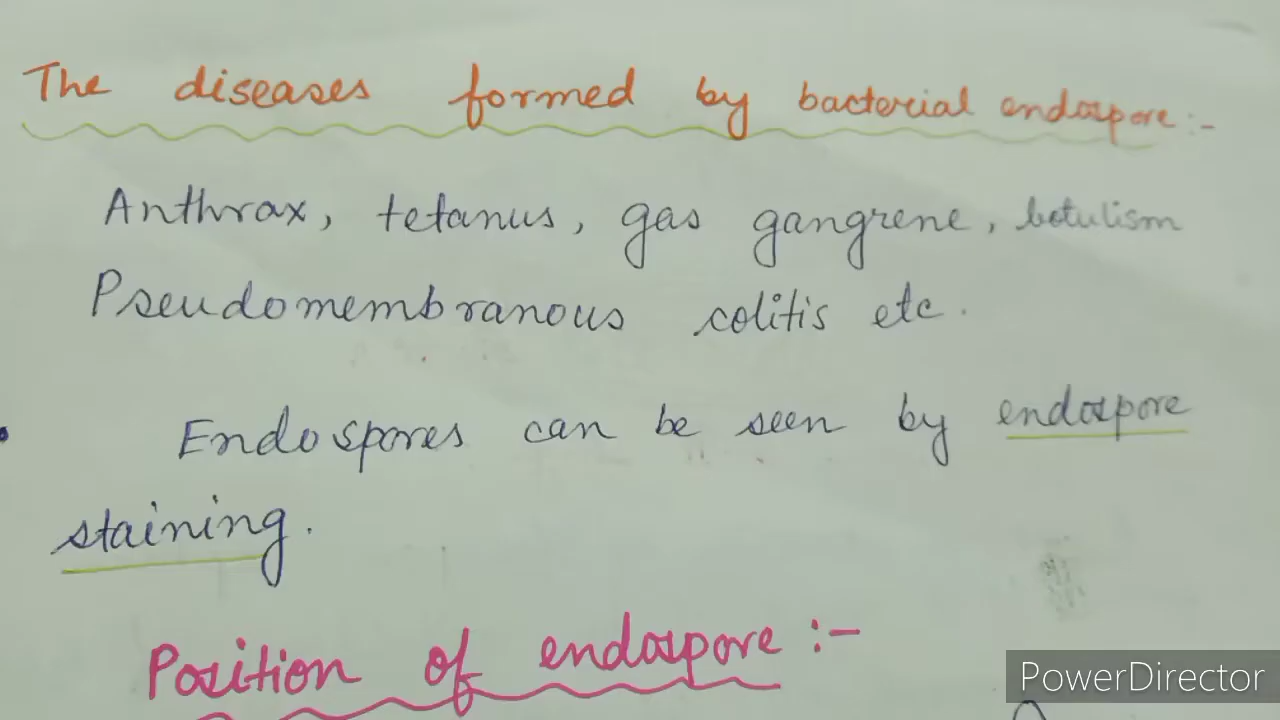 The diseases formed by bacterial endospore :-
Anthrax, tetanus, gas gangrene, botulism
Pseudomembranous colitis etc.
Endospores can be seen by endospore
staining.
Position of endospore :-
PowerDirector